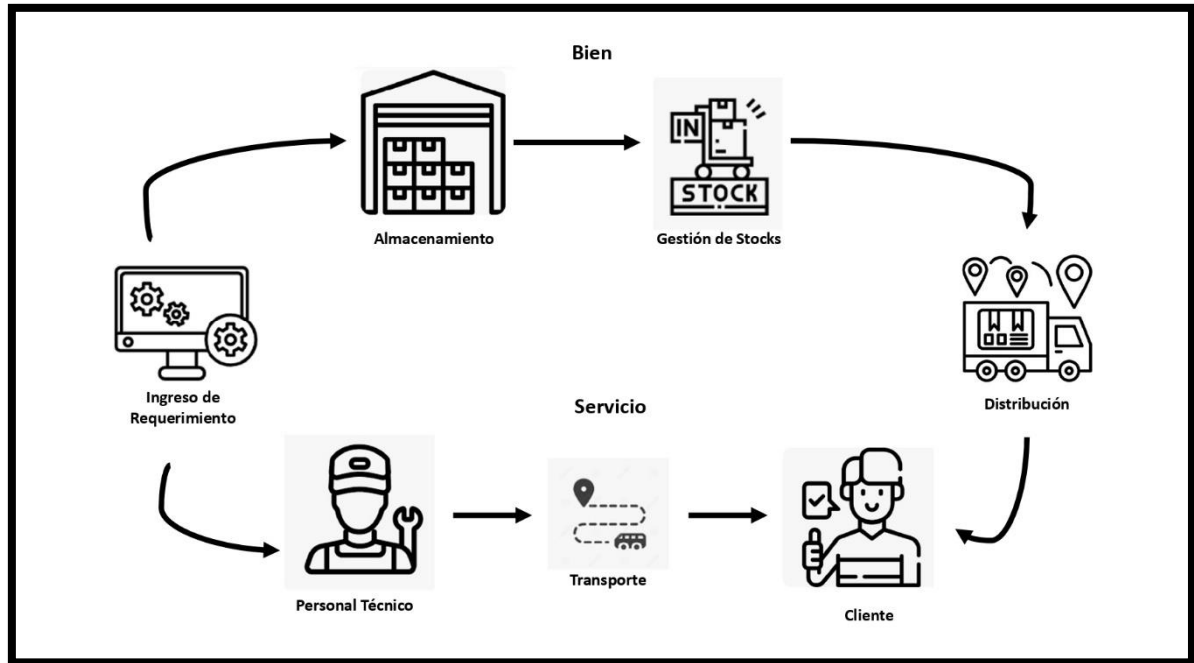 Bien
IN
STOCK
Almacenamiento
Gestión de Stocks
Ingreso de
Requerimiento
Distribución
Servicio
Personal Técnico
Transporte
Cliente